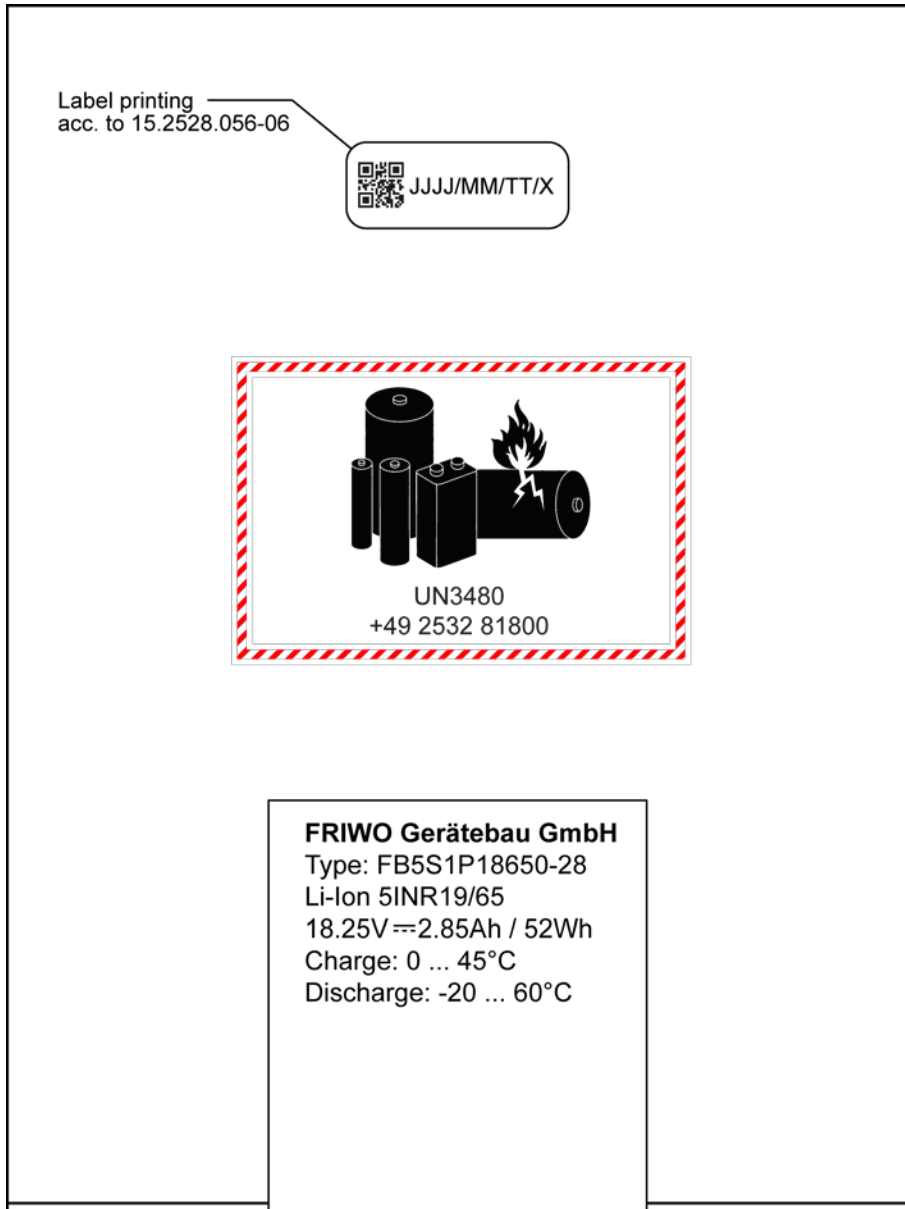 Label printing
acc. to 15.2528.056-06
JJJJ/MM/TT/X
UN3480
+49 2532 81800
FRIWO Gerätebau GmbH
Type: FB5S1P18650-28
Li-Ion 5INR19/65
18.25V⎓2.85Ah / 52Wh
Charge: 0 ... 45°C
Discharge: -20 ... 60°C